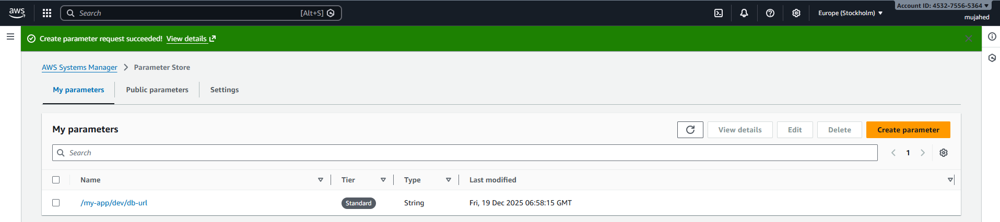 aws Search [Alt+S] Europe (Stockholm) Account ID: 4532-7556-5364
mujahed
Create parameter request succeeded! View details
AWS Systems Manager > Parameter Store
My parameters Public parameters Settings
My parameters View details Edit Delete Create parameter
Search 1
Name Tier Type Last modified
/my-app/dev/db-url Standard String Fri, 19 Dec 2025 06:58:15 GMT